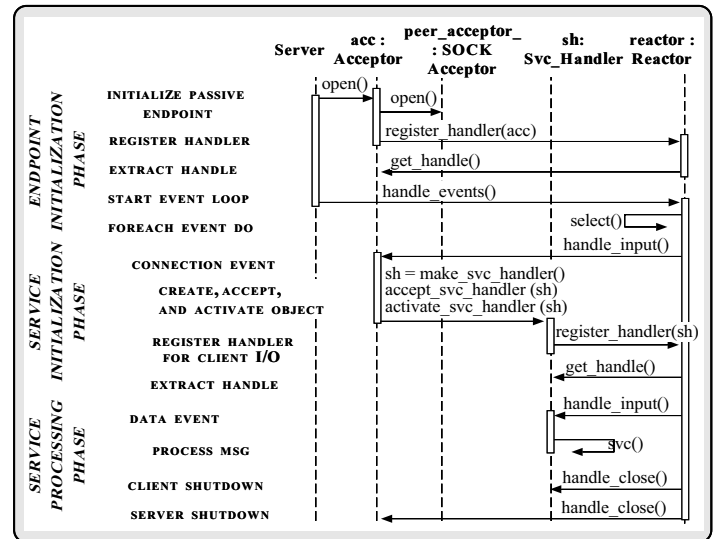 Server
acc :
Acceptor
peer_acceptor_
: SOCK
Acceptor
sh:
Svc_Handler
reactor :
Reactor
ENDPOINT
INITIALIZATION
PHASE
INITIALIZE PASSIVE
ENDPOINT
open()
open()
REGISTER HANDLER
register_handler(acc)
EXTRACT HANDLE
get_handle()
START EVENT LOOP
handle_events()
FOREACH EVENT DO
select()
SERVICE
INITIALIZATION
PHASE
CONNECTION EVENT
handle_input()
CREATE, ACCEPT,
AND ACTIVATE OBJECT
sh = make_svc_handler()
accept_svc_handler (sh)
activate_svc_handler (sh)
REGISTER HANDLER
FOR CLIENT I/O
register_handler(sh)
EXTRACT HANDLE
get_handle()
SERVICE
PROCESSING
PHASE
DATA EVENT
handle_input()
PROCESS MSG
svc()
CLIENT SHUTDOWN
handle_close()
SERVER SHUTDOWN
handle_close()